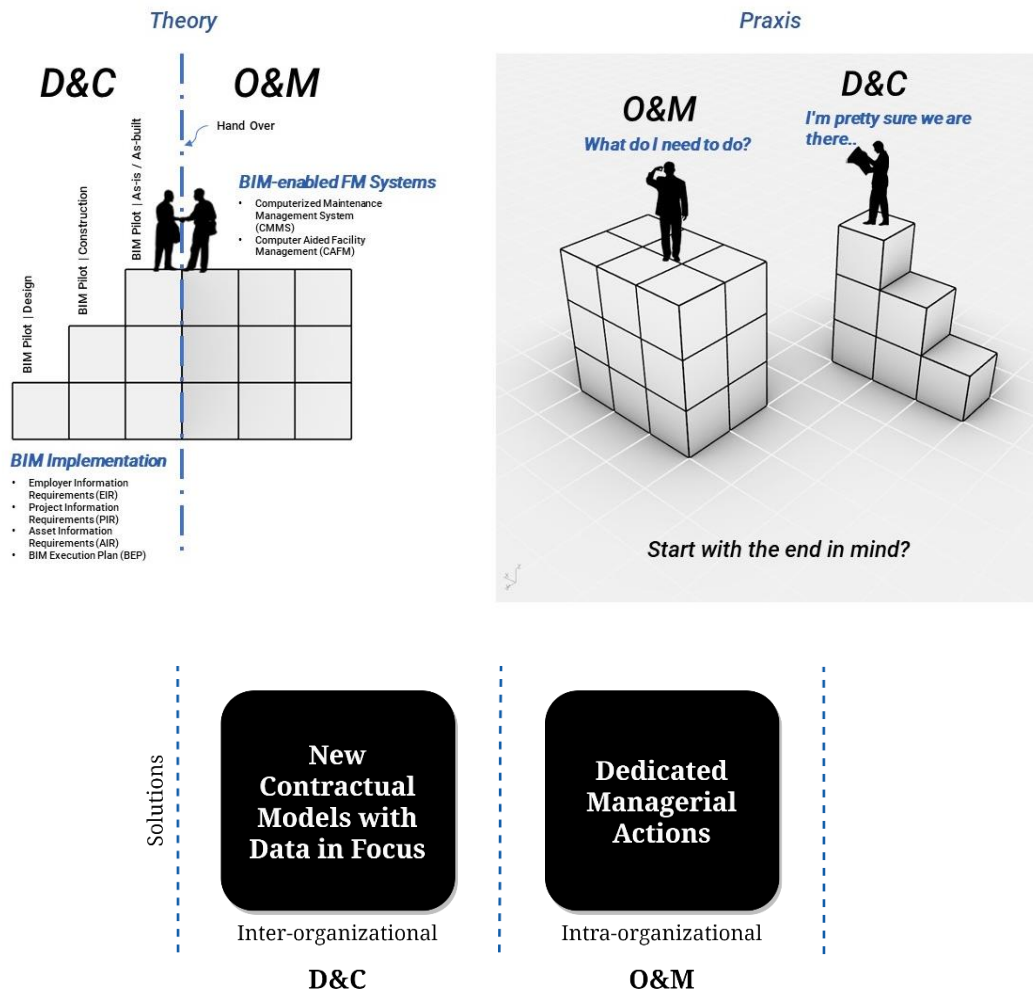 Theory
D&C
O&M
Hand Over
BIM Pilot | Design
BIM Pilot | Construction
BIM Pilot | As-is / As-built
BIM-enabled FM Systems
• Computerized Maintenance
Management System
(CMMS)
• Computer Aided Facility
Management (CAFM)
BIM Implementation
• Employer Information
Requirements (EIR)
• Project Information
Requirements (PIR)
• Asset Information
Requirements (AIR)
• BIM Execution Plan (BEP)
Praxis
O&M
What do I need to do?
D&C
I'm pretty sure we are
there..
Start with the end in mind?
Solutions
New
Contractual
Models with
Data in Focus
Inter-organizational
D&C
Dedicated
Managerial
Actions
Intra-organizational
O&M